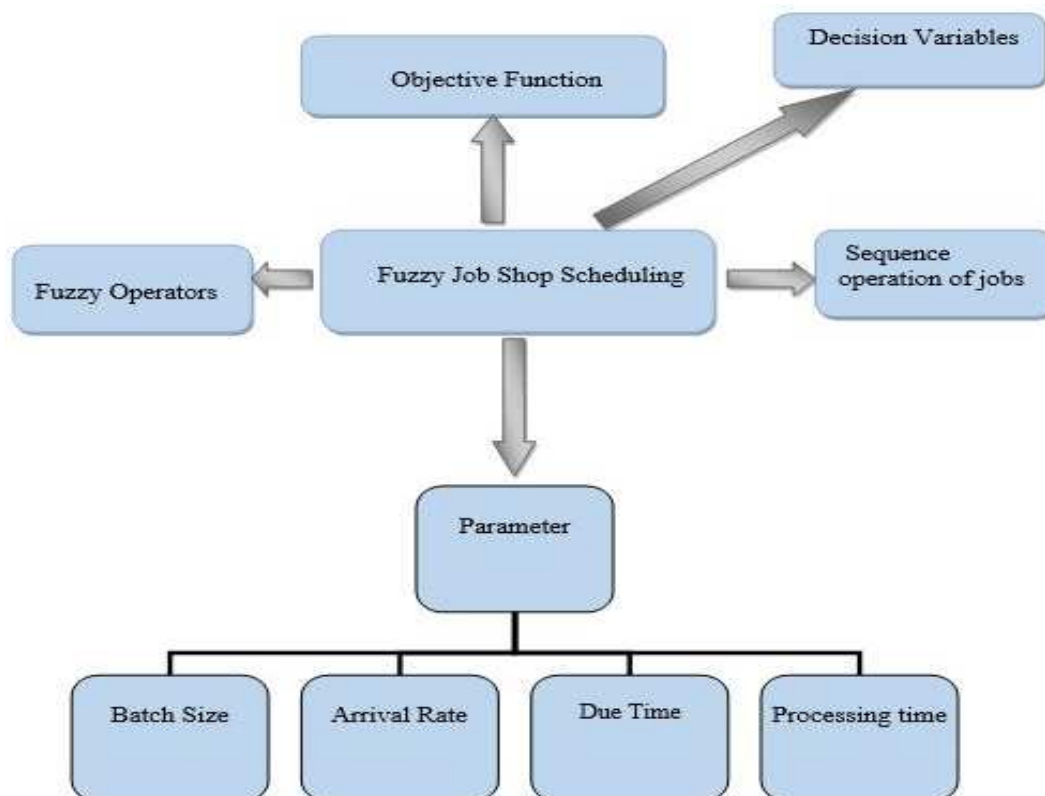 Decision Variables
Objective Function
Fuzzy Operators
Fuzzy Job Shop Scheduling
Sequence
operation of jobs
Parameter
Batch Size
Arrival Rate
Due Time
Processing time